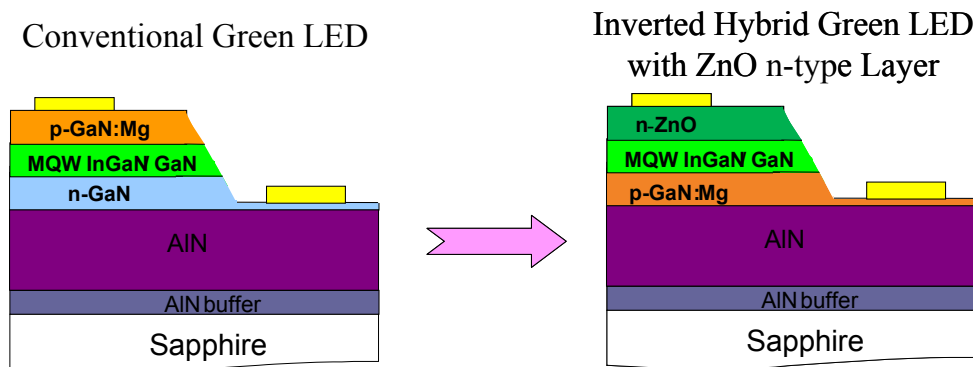 Conventional Green LED
p-GaN:Mg
MQW InGaN/ GaN
n-GaN
AlN
AlN buffer
Sapphire
Inverted Hybrid Green LED
with ZnO n-type Layer
n-ZnO
MQW InGaN/ GaN
p-GaN:Mg
AlN
AlN buffer
Sapphire